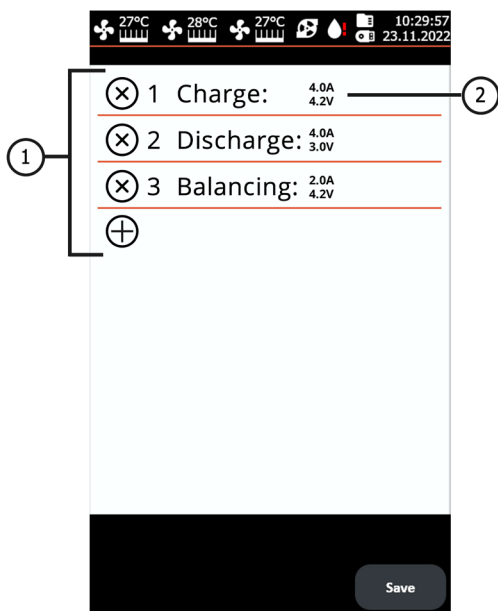 27°C 28°C 27°C 10:29:57
23.11.2022
1 Charge: 4.0A
4.2V
2
2 Discharge: 4.0A
3.0V
1
3 Balancing: 2.0A
4.2V
Save